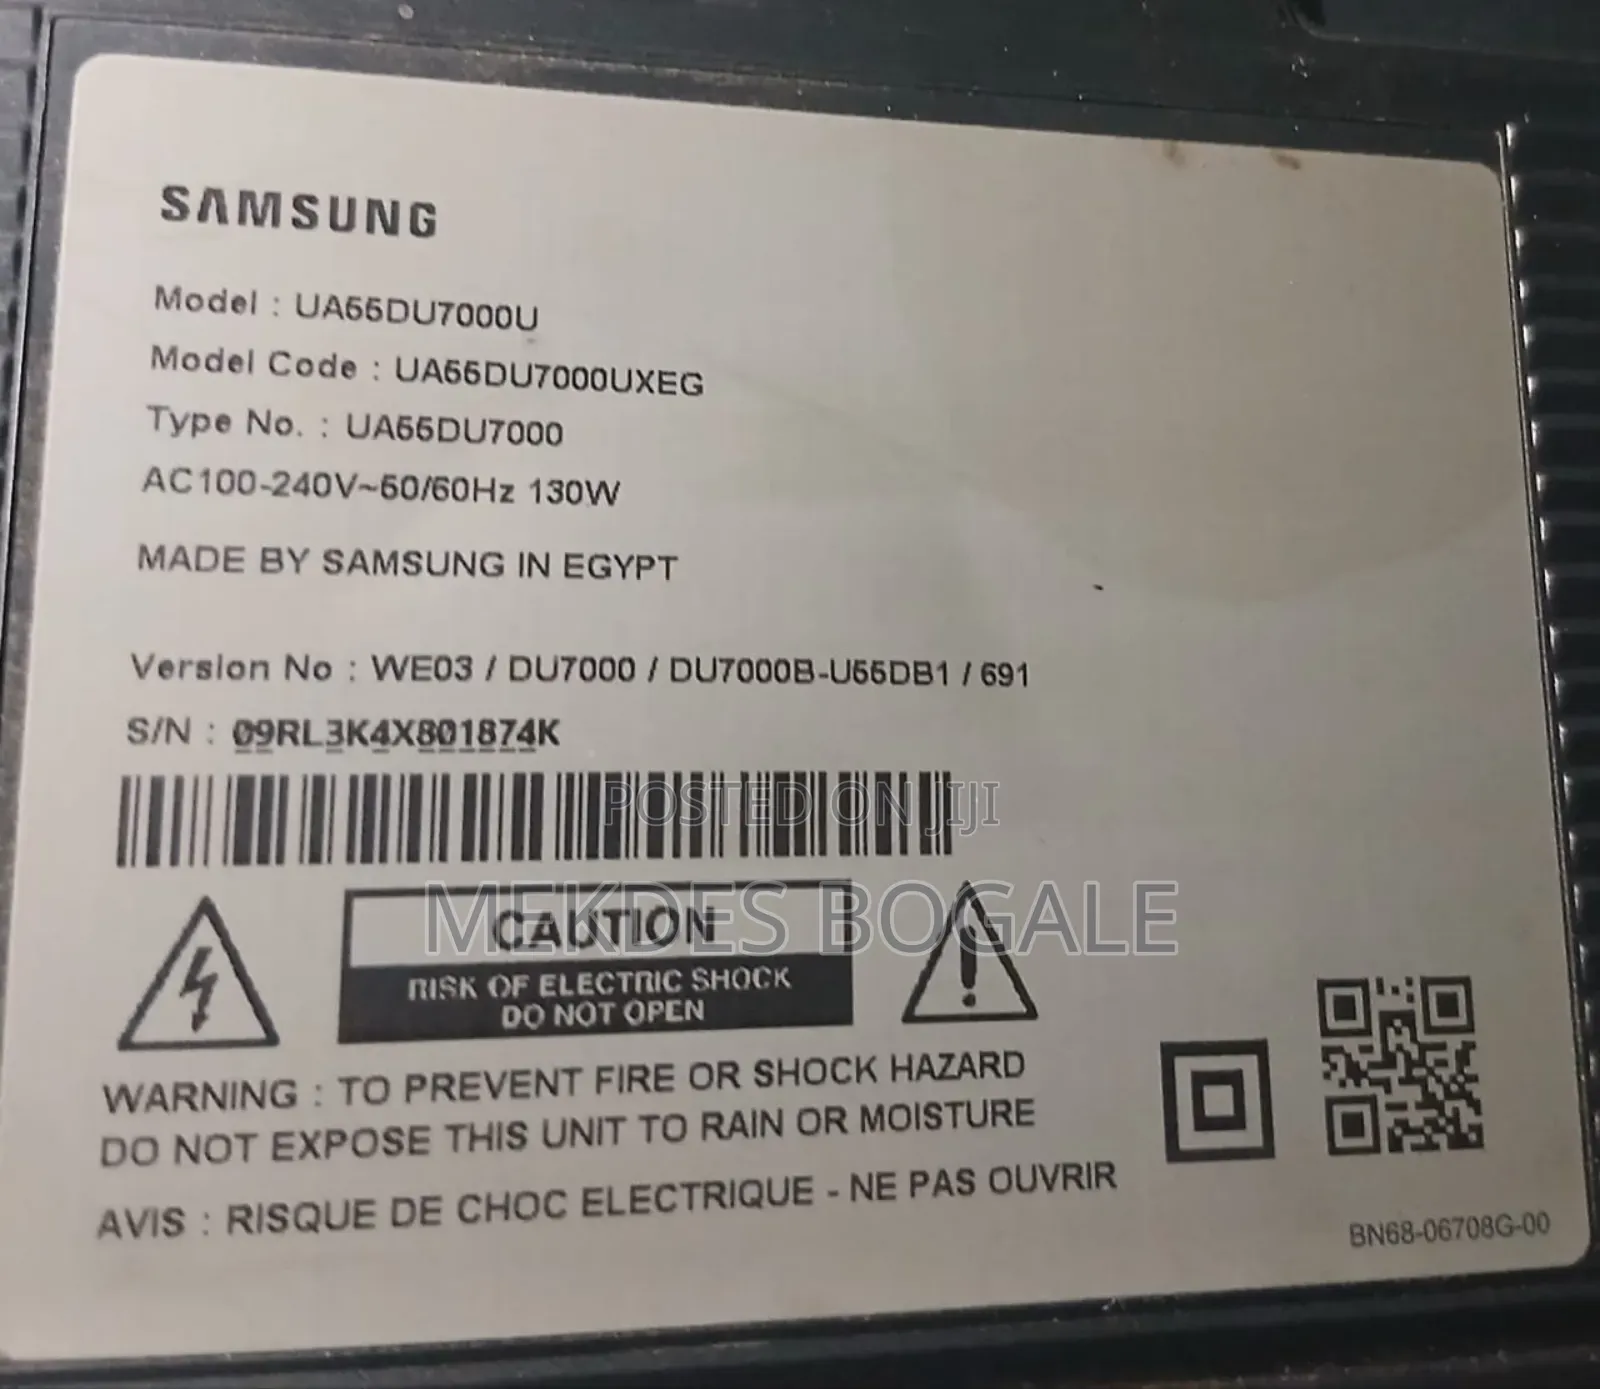 SAMSUNG
Model : UA55DU7000U
Model Code : UA55DU7000UXEG
Type No. : UA55DU7000
AC100-240V~50/60Hz 130W
MADE BY SAMSUNG IN EGYPT
Version No : WE03 / DU7000 / DU7000B-U55DB1 / 691
S/N : 09RL3K4X801874K
POSTED ON JIJI
MEKDES BOGALE
CAUTION
RISK OF ELECTRIC SHOCK
DO NOT OPEN
WARNING : TO PREVENT FIRE OR SHOCK HAZARD
DO NOT EXPOSE THIS UNIT TO RAIN OR MOISTURE
AVIS : RISQUE DE CHOC ELECTRIQUE - NE PAS OUVRIR
BN68-06708G-00